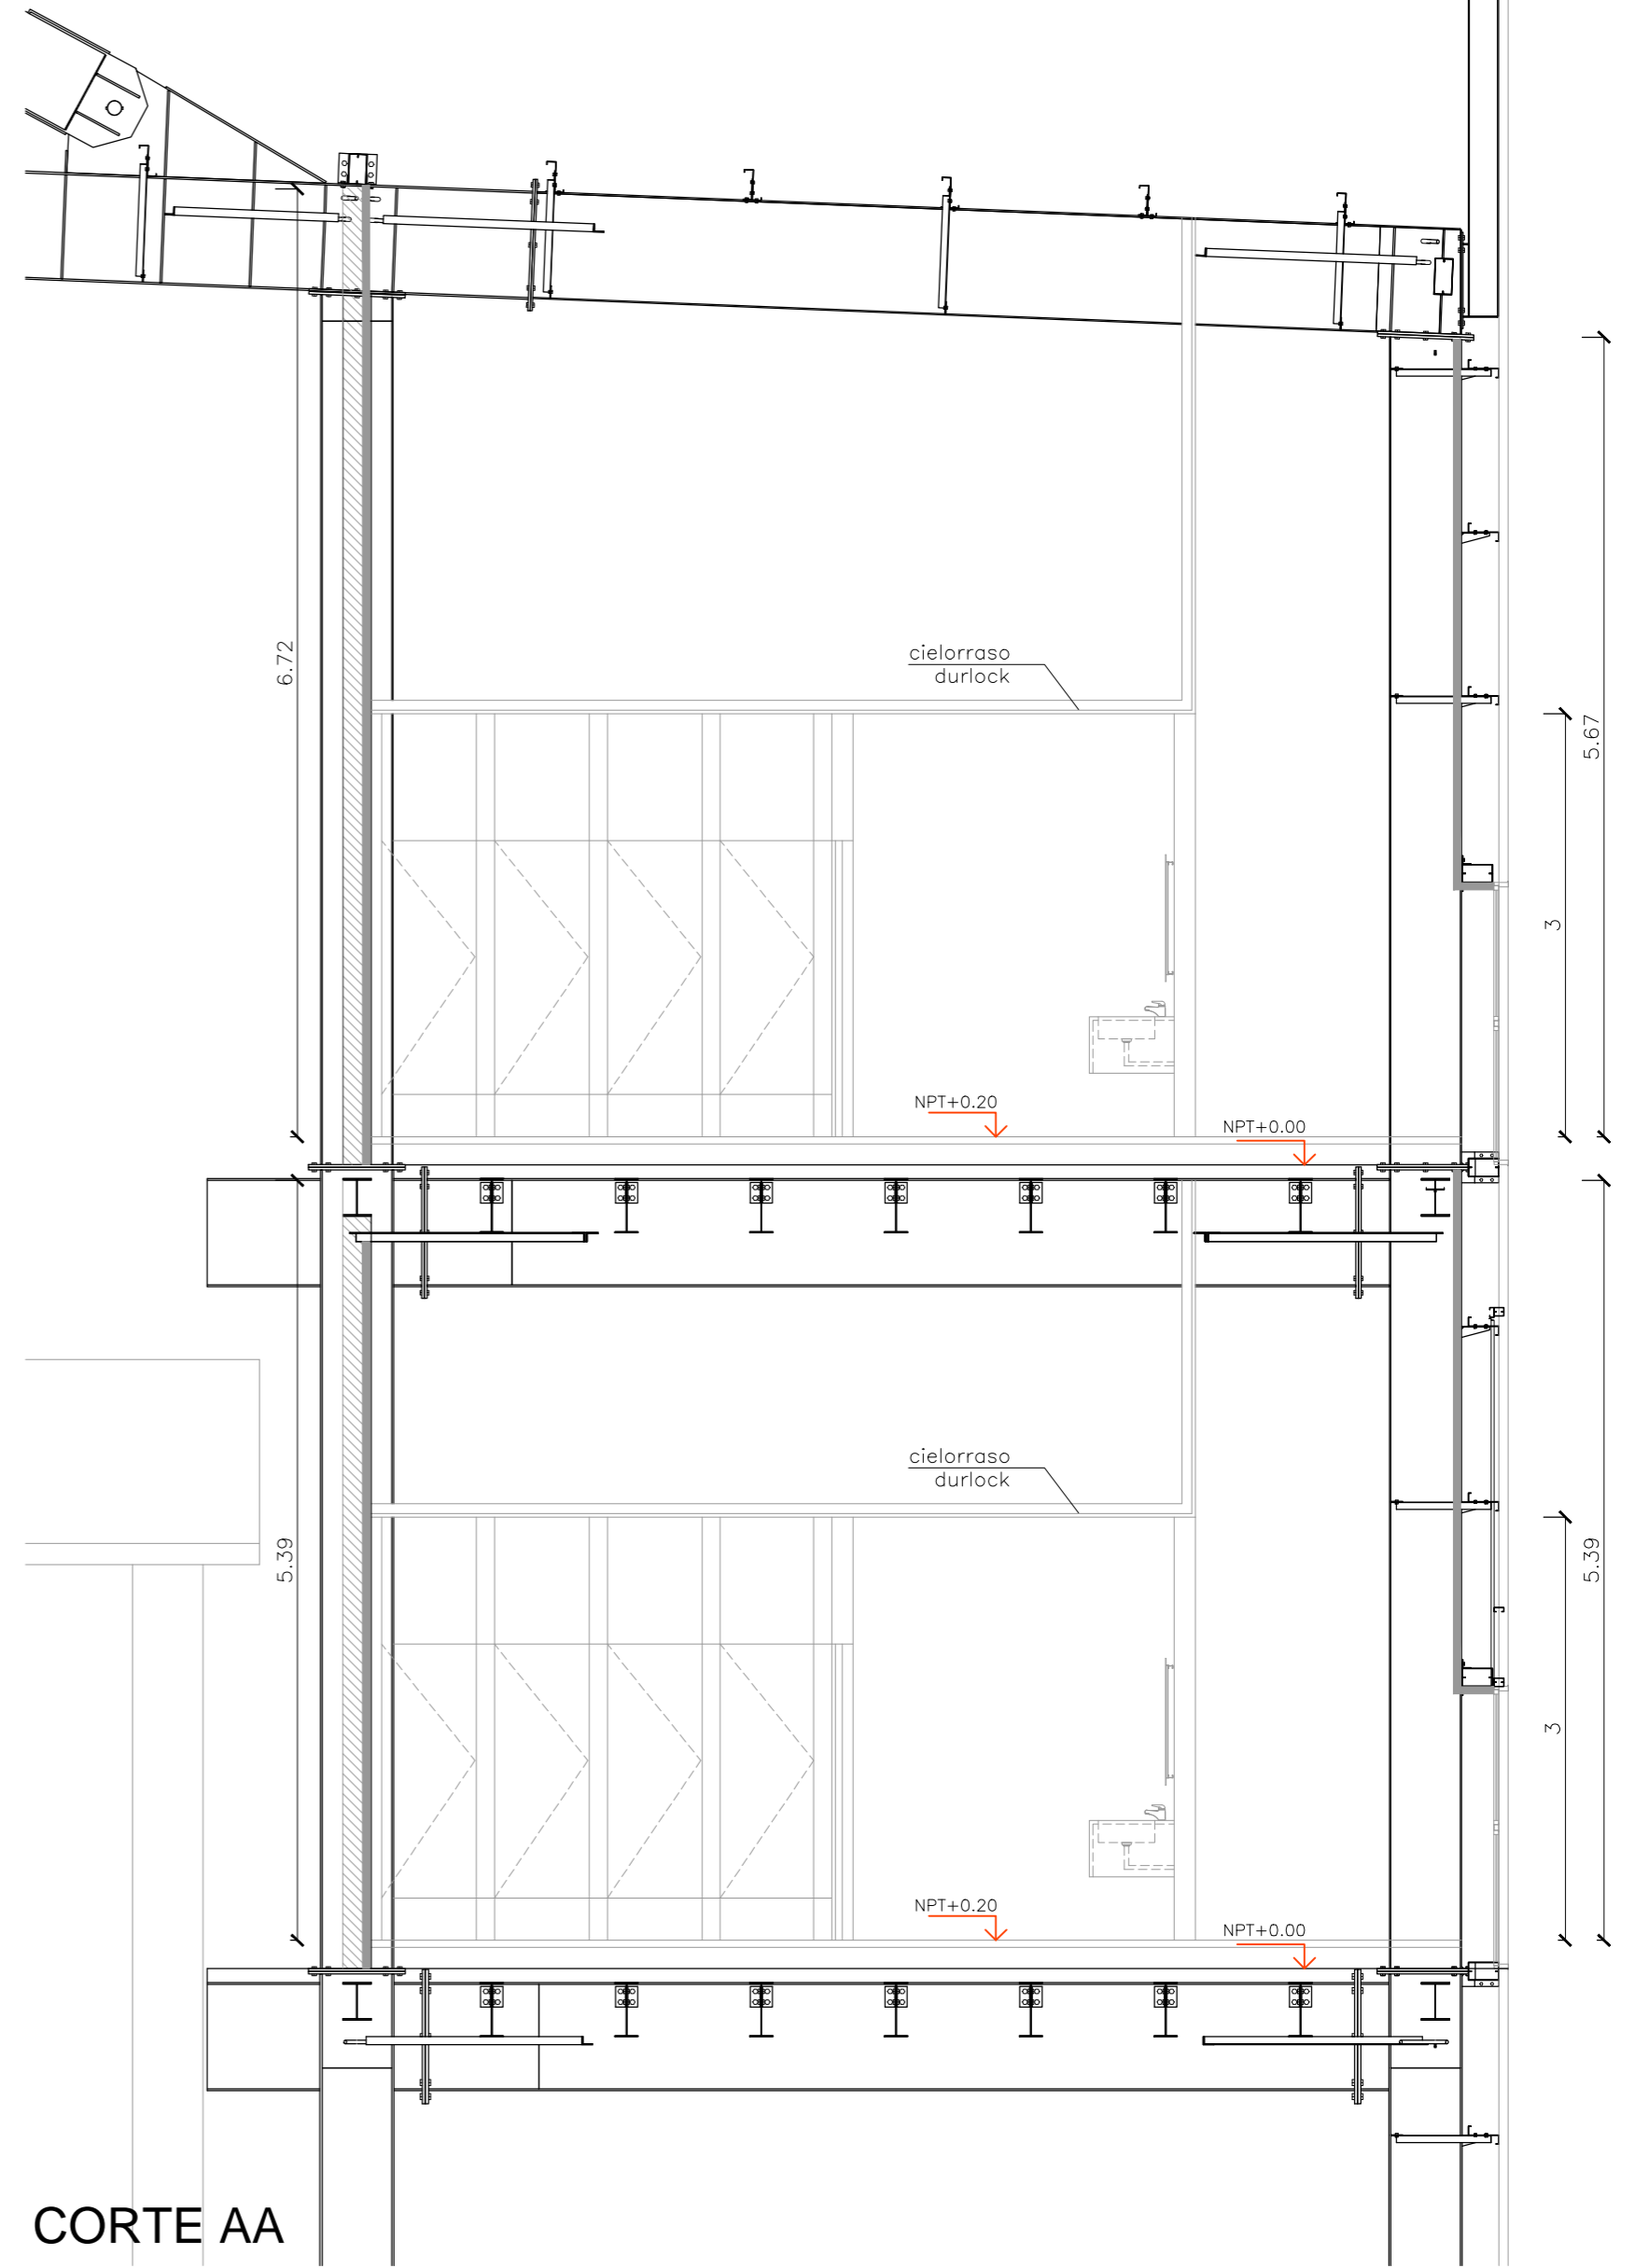 cielorraso
durlock
6.72
5.67
3
NPT+0.20
NPT+0.00
cielorraso
durlock
5.39
5.39
3
NPT+0.20
NPT+0.00
CORTE AA